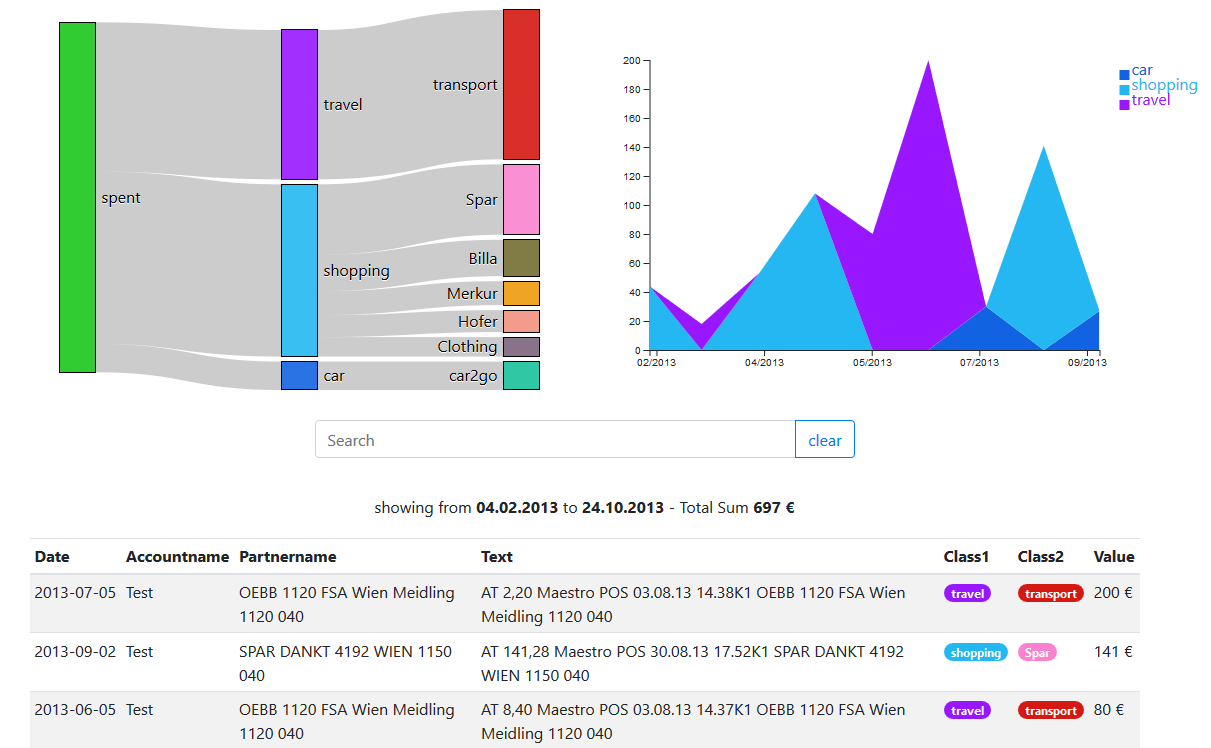 spent
travel
shopping
car
transport
Spar
Billa
Merkur
Hofer
Clothing
car2go
200
180
160
140
120
100
80
60
40
20
0
02/2013 04/2013 05/2013 07/2013 09/2013
car
shopping
travel
Search clear
showing from 04.02.2013 to 24.10.2013 - Total Sum 697 €
Date Accountname Partnername Text Class1 Class2 Value
2013-07-05 Test OEBB 1120 FSA Wien Meidling AT 2,20 Maestro POS 03.08.13 14.38K1 OEBB 1120 FSA Wien travel transport 200 €
1120 040 Meidling 1120 040
2013-09-02 Test SPAR DANKT 4192 WIEN 1150 AT 141,28 Maestro POS 30.08.13 17.52K1 SPAR DANKT 4192 shopping Spar 141 €
040 WIEN 1150 040
2013-06-05 Test OEBB 1120 FSA Wien Meidling AT 8,40 Maestro POS 03.08.13 14.37K1 OEBB 1120 FSA Wien travel transport 80 €
1120 040 Meidling 1120 040